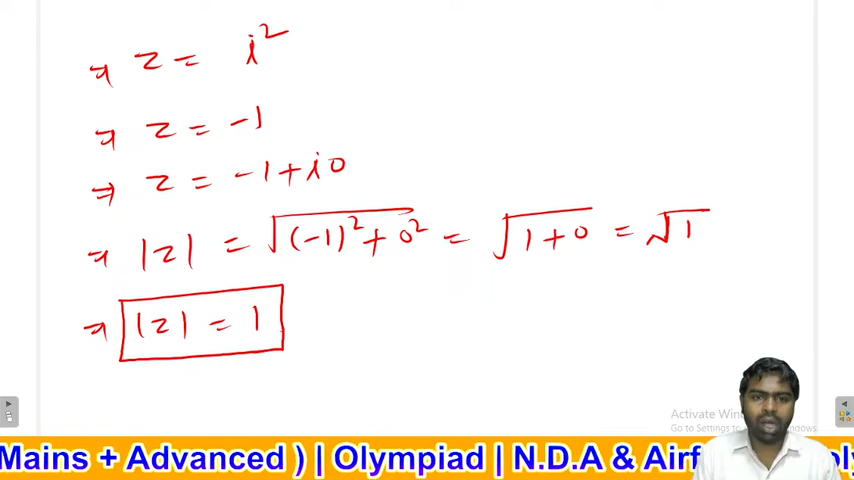 ⇒ z = i²
⇒ z = -1
⇒ z = -1+i0
⇒ |z| = √(-1)²+0² = √1+0 = √1
⇒ |z| = 1
Activate Win
Go to Settings to
Mains + Advanced ) | Olympiad | N.D.A & Airf